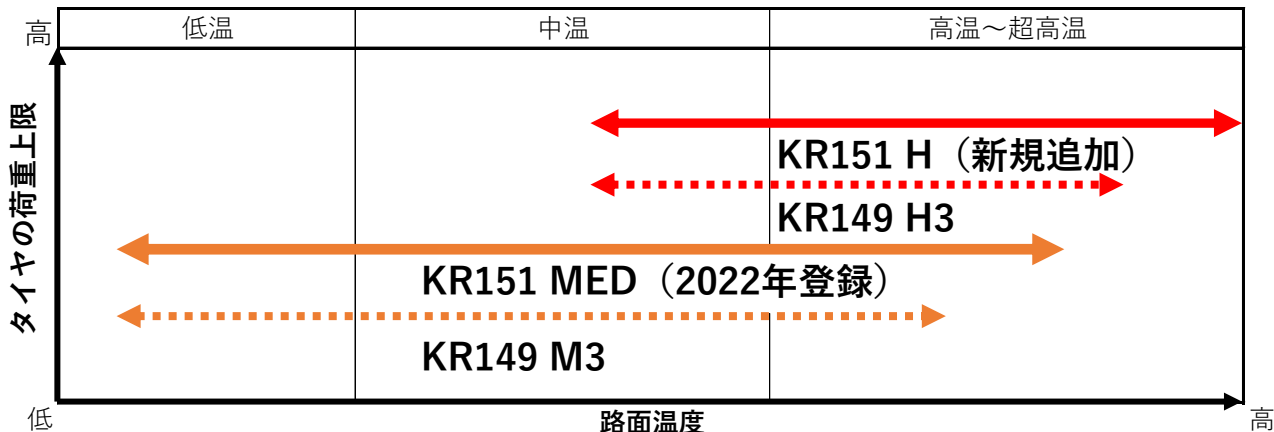 高
低温
中温
高温～超高温
タイヤの荷重上限
KR151 H（新規追加）
KR149 H3
KR151 MED（2022年登録）
KR149 M3
低
路面温度
高